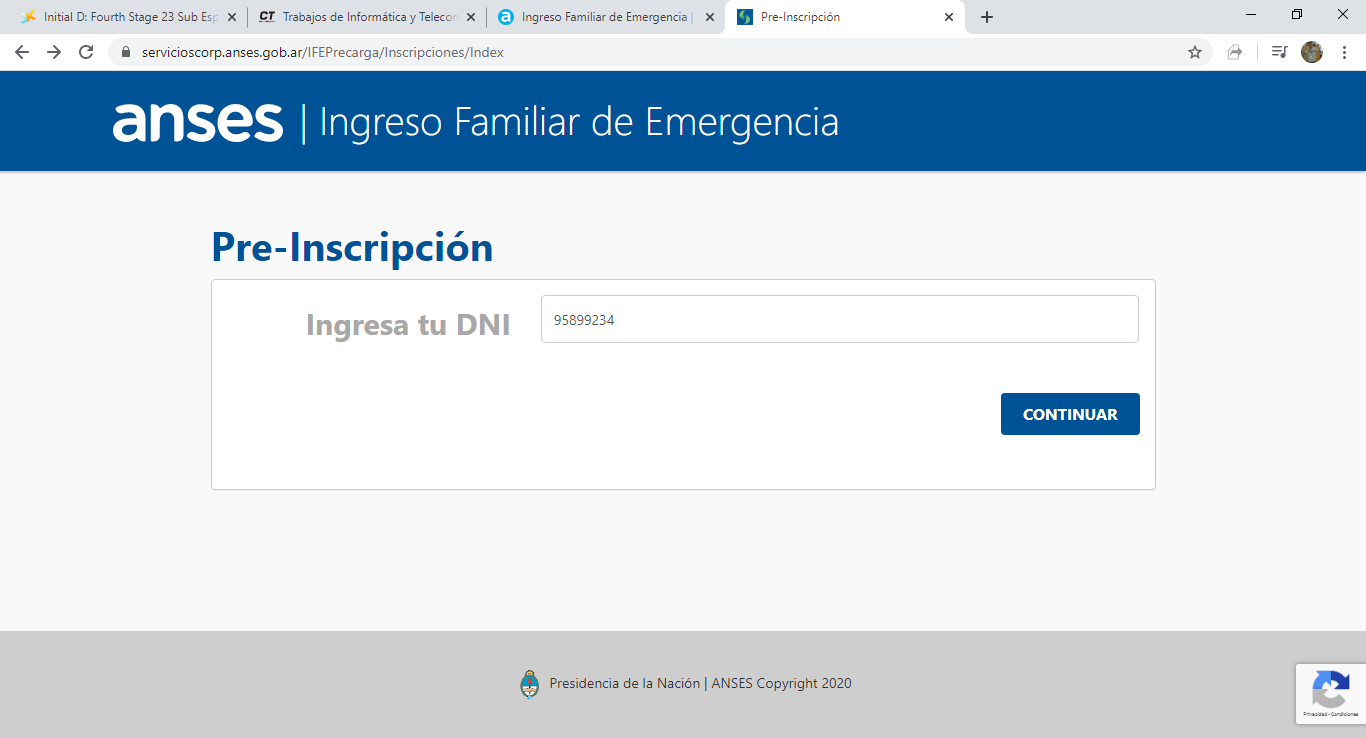 Initial D: Fourth Stage 23 Sub Esp
CT Trabajos de Informática y Telecom
a Ingreso Familiar de Emergencia |
Pre-Inscripción
servicioscorp.anses.gob.ar/IFEPrecarga/Inscripciones/Index
anses | Ingreso Familiar de Emergencia
Pre-Inscripción
Ingresa tu DNI 95899234
CONTINUAR
Presidencia de la Nación | ANSES Copyright 2020
Privacidad - Condiciones